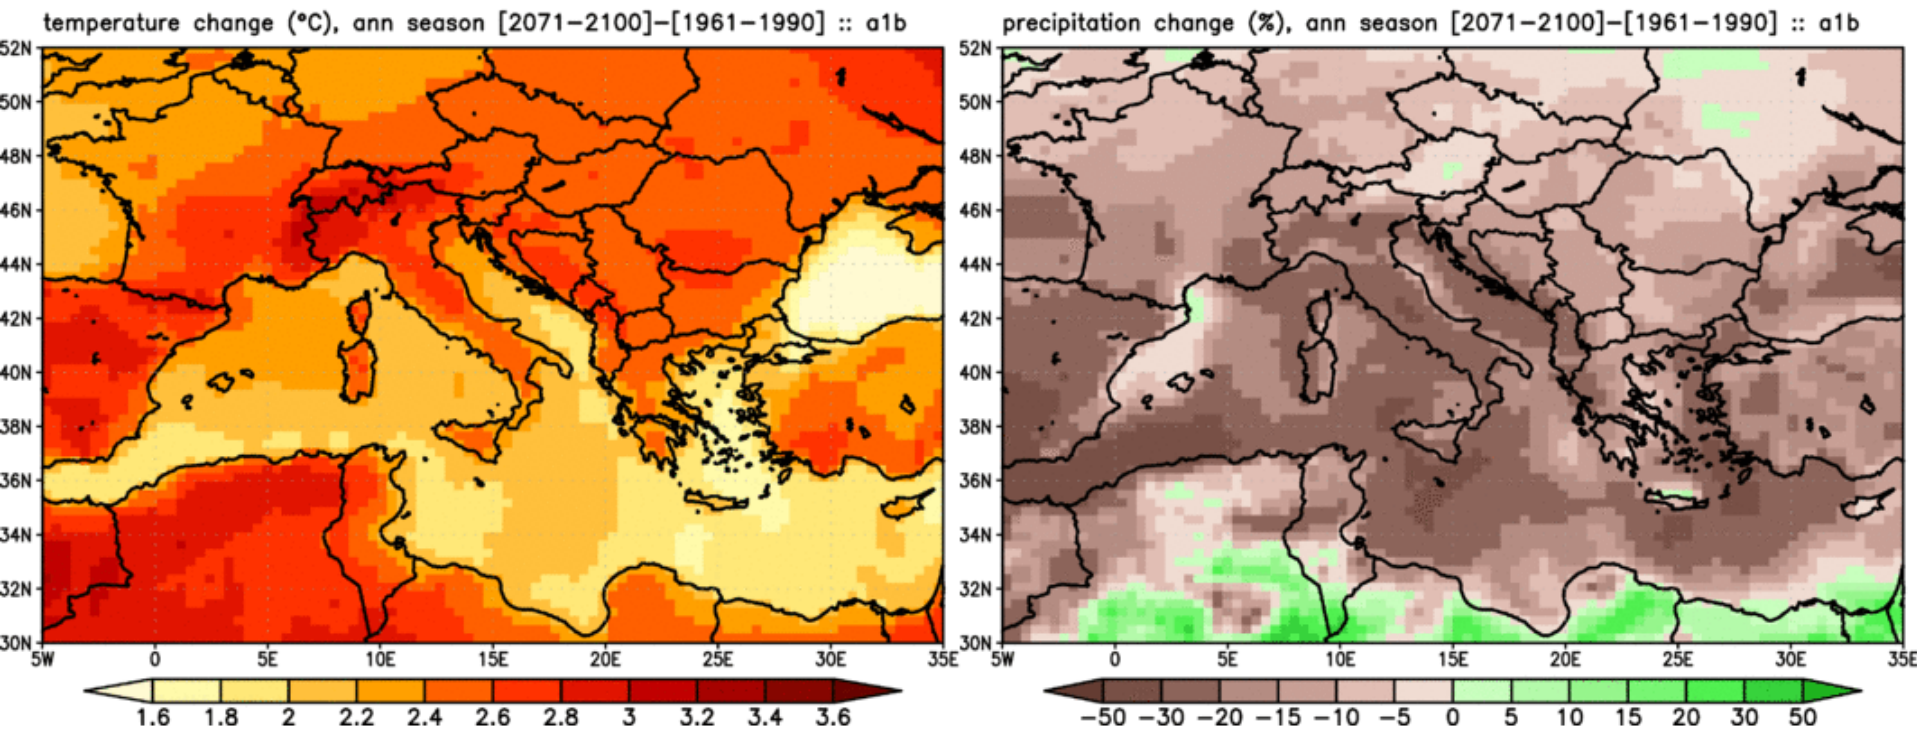 temperature change (°C), ann season [2071−2100]−[1961−1990] :: a1b
52N
50N
48N
46N
44N
42N
40N
38N
36N
34N
32N
30N
5W 0 5E 10E 15E 20E 25E 30E 35E
1.6 1.8 2 2.2 2.4 2.6 2.8 3 3.2 3.4 3.6
precipitation change (%), ann season [2071−2100]−[1961−1990] :: a1b
52N
50N
48N
46N
44N
42N
40N
38N
36N
34N
32N
30N
5W 0 5E 10E 15E 20E 25E 30E 35E
−50 −30 −20 −15 −10 −5 0 5 10 15 20 30 50